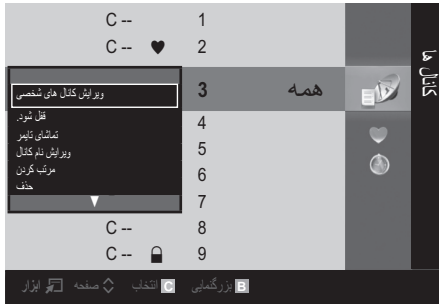 کانال ها
1 C --
2 ♥ C --
همه 3
ویرایش کانال های شخصی
قفل شود.
تماشای تایمر
ویرایش نام کانال
مرتب کردن
حذف
4
5
6
7
8 C --
9 C --
B بزرگنمایی C انتخاب صفحه ابزار